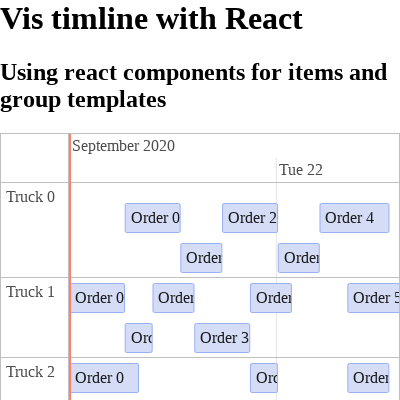 Vis timline with React
Using react components for items and
group templates
September 2020
Tue 22
Truck 0
Order 0
Order 2
Order 4
Order
Order
Truck 1
Order 0
Order
Order
Order 5
Ord
Order 3
Truck 2
Order 0
Ord
Order